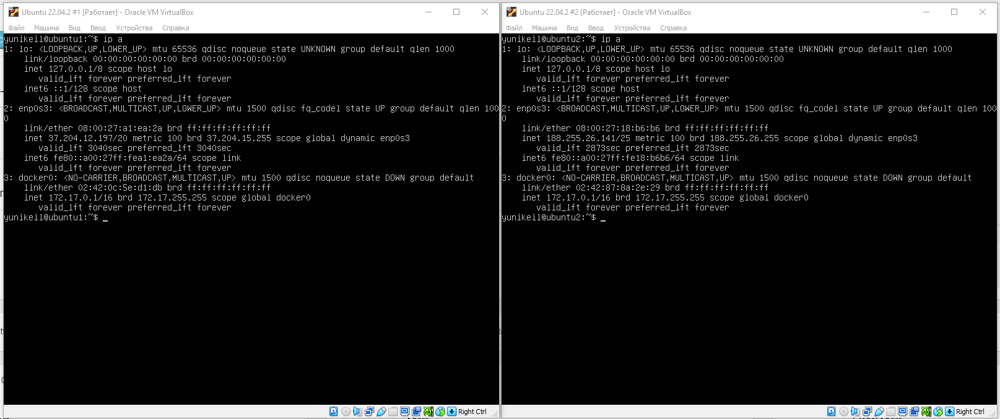 Ubuntu 22.04.2 #1 [Работает] - Oracle VM VirtualBox
Файл Машина Вид Ввод Устройства Справка
yunikeil@ubuntu1:~$ ip a
1: lo: <LOOPBACK,UP,LOWER_UP> mtu 65536 qdisc noqueue state UNKNOWN group default qlen 1000
link/loopback 00:00:00:00:00:00 brd 00:00:00:00:00:00
inet 127.0.0.1/8 scope host lo
valid_lft forever preferred_lft forever
inet6 ::1/128 scope host
valid_lft forever preferred_lft forever
2: enp0s3: <BROADCAST,MULTICAST,UP,LOWER_UP> mtu 1500 qdisc fq_codel state UP group default qlen 100
0
link/ether 08:00:27:a1:ea:2a brd ff:ff:ff:ff:ff:ff
inet 37.204.12.197/20 metric 100 brd 37.204.15.255 scope global dynamic enp0s3
valid_lft 3040sec preferred_lft 3040sec
inet6 fe80::a00:27ff:fea1:ea2a/64 scope link
valid_lft forever preferred_lft forever
3: docker0: <NO-CARRIER,BROADCAST,MULTICAST,UP> mtu 1500 qdisc noqueue state DOWN group default
link/ether 02:42:0c:5e:d1:db brd ff:ff:ff:ff:ff:ff
inet 172.17.0.1/16 brd 172.17.255.255 scope global docker0
valid_lft forever preferred_lft forever
yunikeil@ubuntu1:~$ _
Right Ctrl
Ubuntu 22.04.2 #2 [Работает] - Oracle VM VirtualBox
Файл Машина Вид Ввод Устройства Справка
yunikeil@ubuntu2:~$ ip a
1: lo: <LOOPBACK,UP,LOWER_UP> mtu 65536 qdisc noqueue state UNKNOWN group default qlen 1000
link/loopback 00:00:00:00:00:00 brd 00:00:00:00:00:00
inet 127.0.0.1/8 scope host lo
valid_lft forever preferred_lft forever
inet6 ::1/128 scope host
valid_lft forever preferred_lft forever
2: enp0s3: <BROADCAST,MULTICAST,UP,LOWER_UP> mtu 1500 qdisc fq_codel state UP group default qlen 100
0
link/ether 08:00:27:18:b6:b6 brd ff:ff:ff:ff:ff:ff
inet 188.255.26.141/25 metric 100 brd 188.255.26.255 scope global dynamic enp0s3
valid_lft 2873sec preferred_lft 2873sec
inet6 fe80::a00:27ff:fe18:b6b6/64 scope link
valid_lft forever preferred_lft forever
3: docker0: <NO-CARRIER,BROADCAST,MULTICAST,UP> mtu 1500 qdisc noqueue state DOWN group default
link/ether 02:42:87:8a:2e:29 brd ff:ff:ff:ff:ff:ff
inet 172.17.0.1/16 brd 172.17.255.255 scope global docker0
valid_lft forever preferred_lft forever
yunikeil@ubuntu2:~$ _
Right Ctrl